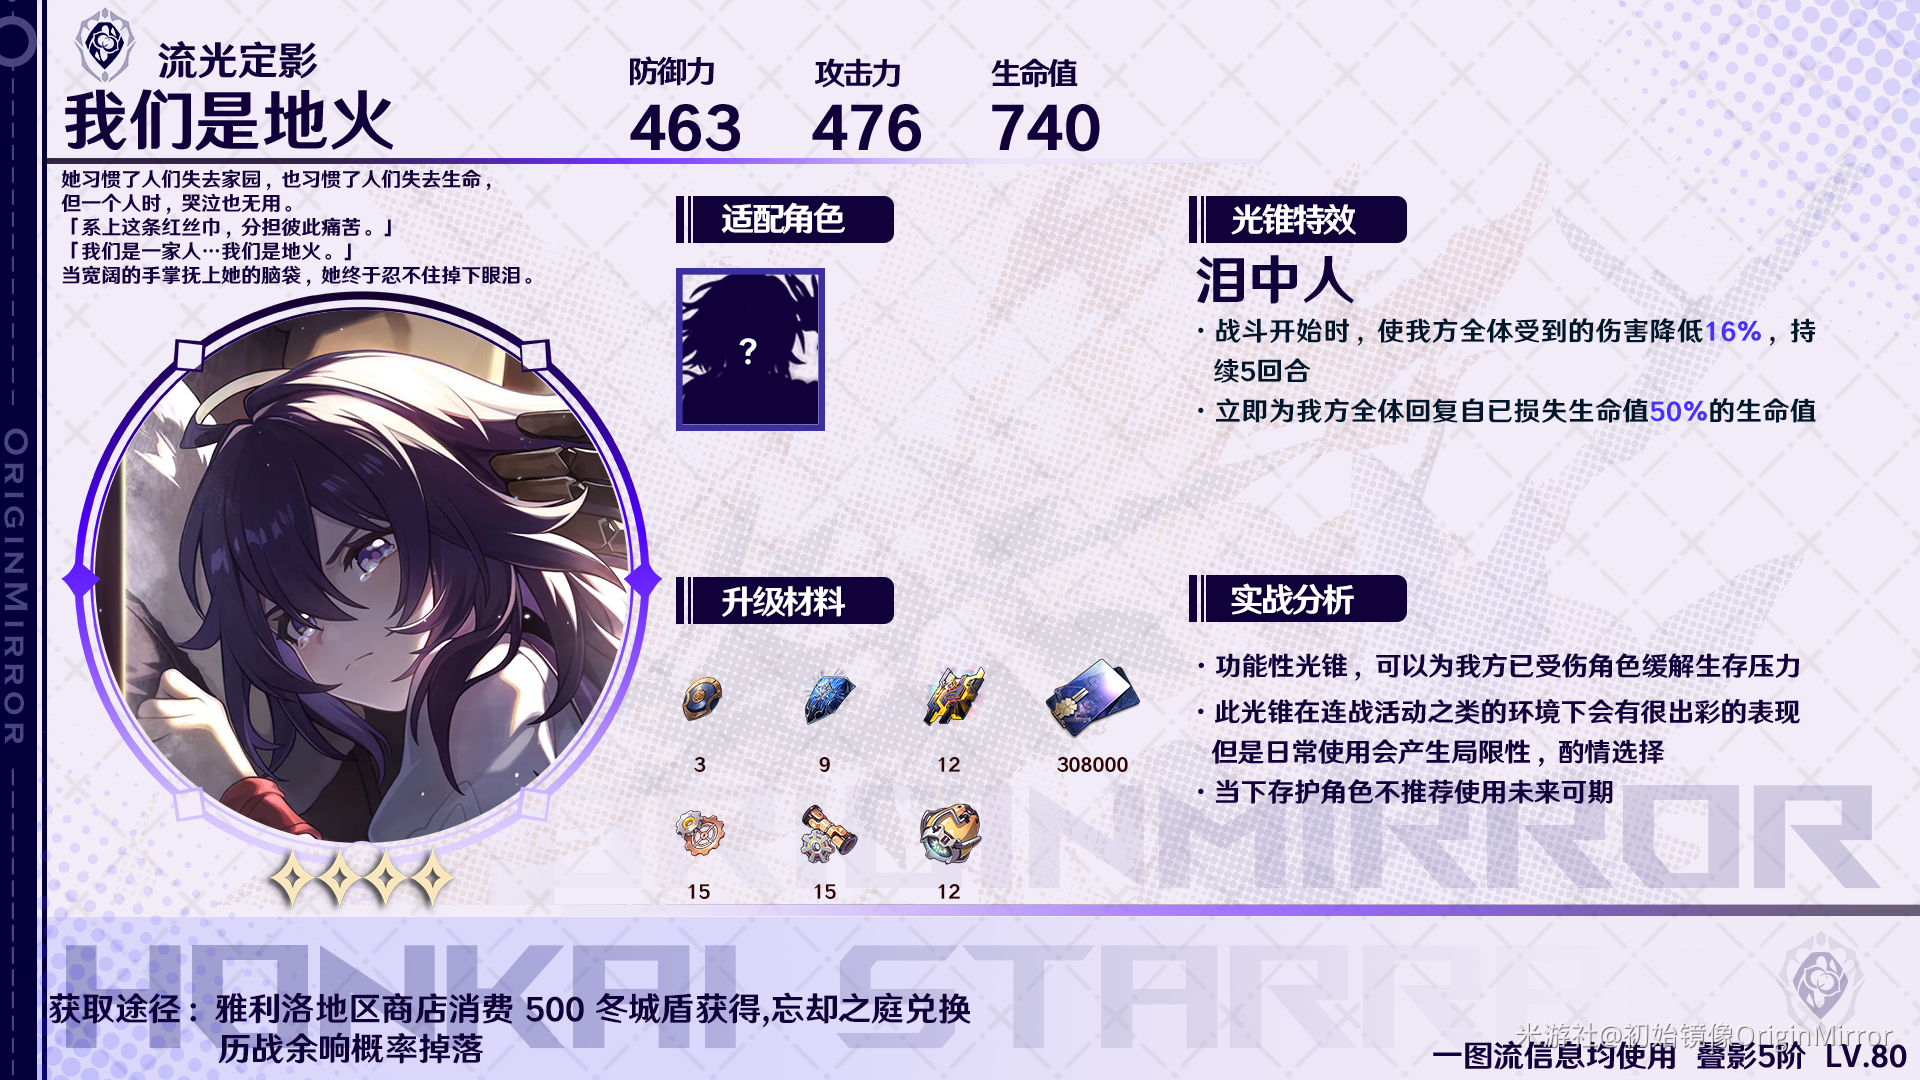 流光定影
我们是地火
防御力
463
攻击力
476
生命值
740
她习惯了人们失去家园，也习惯了人们失去生命，
但一个人时，哭泣也无用。
「系上这条红丝巾，分担彼此痛苦。」
「我们是一家人…我们是地火。」
当宽阔的手掌抚上她的脑袋，她终于忍不住掉下眼泪。
适配角色
?
光锥特效
泪中人
·战斗开始时，使我方全体受到的伤害降低16%，持
续5回合
·立即为我方全体回复自已损失生命值50%的生命值
升级材料
3
9
12
308000
15
15
12
实战分析
·功能性光锥，可以为我方已受伤角色缓解生存压力
·此光锥在连战活动之类的环境下会有很出彩的表现
但是日常使用会产生局限性，酌情选择
·当下存护角色不推荐使用未来可期
ORIGINMIRROR
HONKAI STARRAI
获取途径：雅利洛地区商店消费 500 冬城盾获得,忘却之庭兑换
历战余响概率掉落
米游社@初始镜像OriginMirror
一图流信息均使用 叠影5阶 LV.80
ORIGINMIRROR